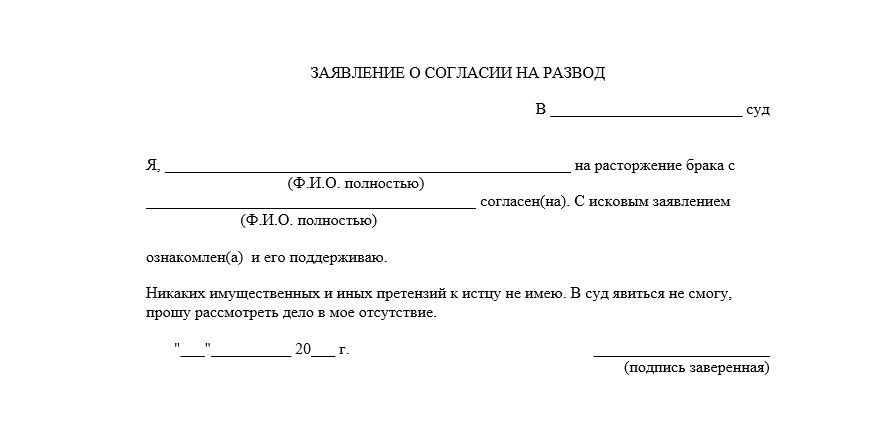 ЗАЯВЛЕНИЕ О СОГЛАСИИ НА РАЗВОД
В ________________________ суд
Я, ___________________________________________________ на расторжение брака с
(Ф.И.О. полностью)
__________________________________________ согласен(на). С исковым заявлением
(Ф.И.О. полностью)
ознакомлен(а) и его поддерживаю.
Никаких имущественных и иных претензий к истцу не имею. В суд явиться не смогу,
прошу рассмотреть дело в мое отсутствие.
"___"__________ 20___ г. ______________________
(подпись заверенная)